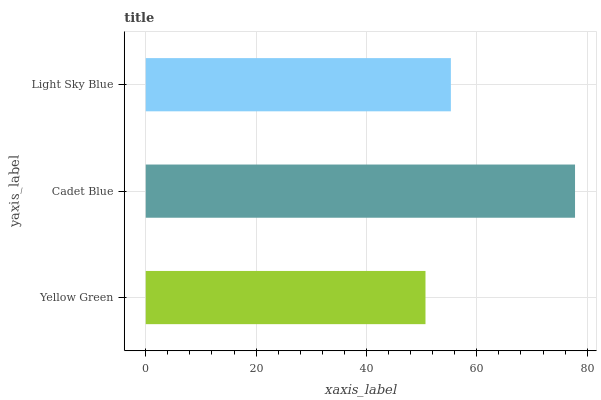 title
Light Sky Blue
Cadet Blue
Yellow Green
yaxis_label
0 20 40 60 80
xaxis_label